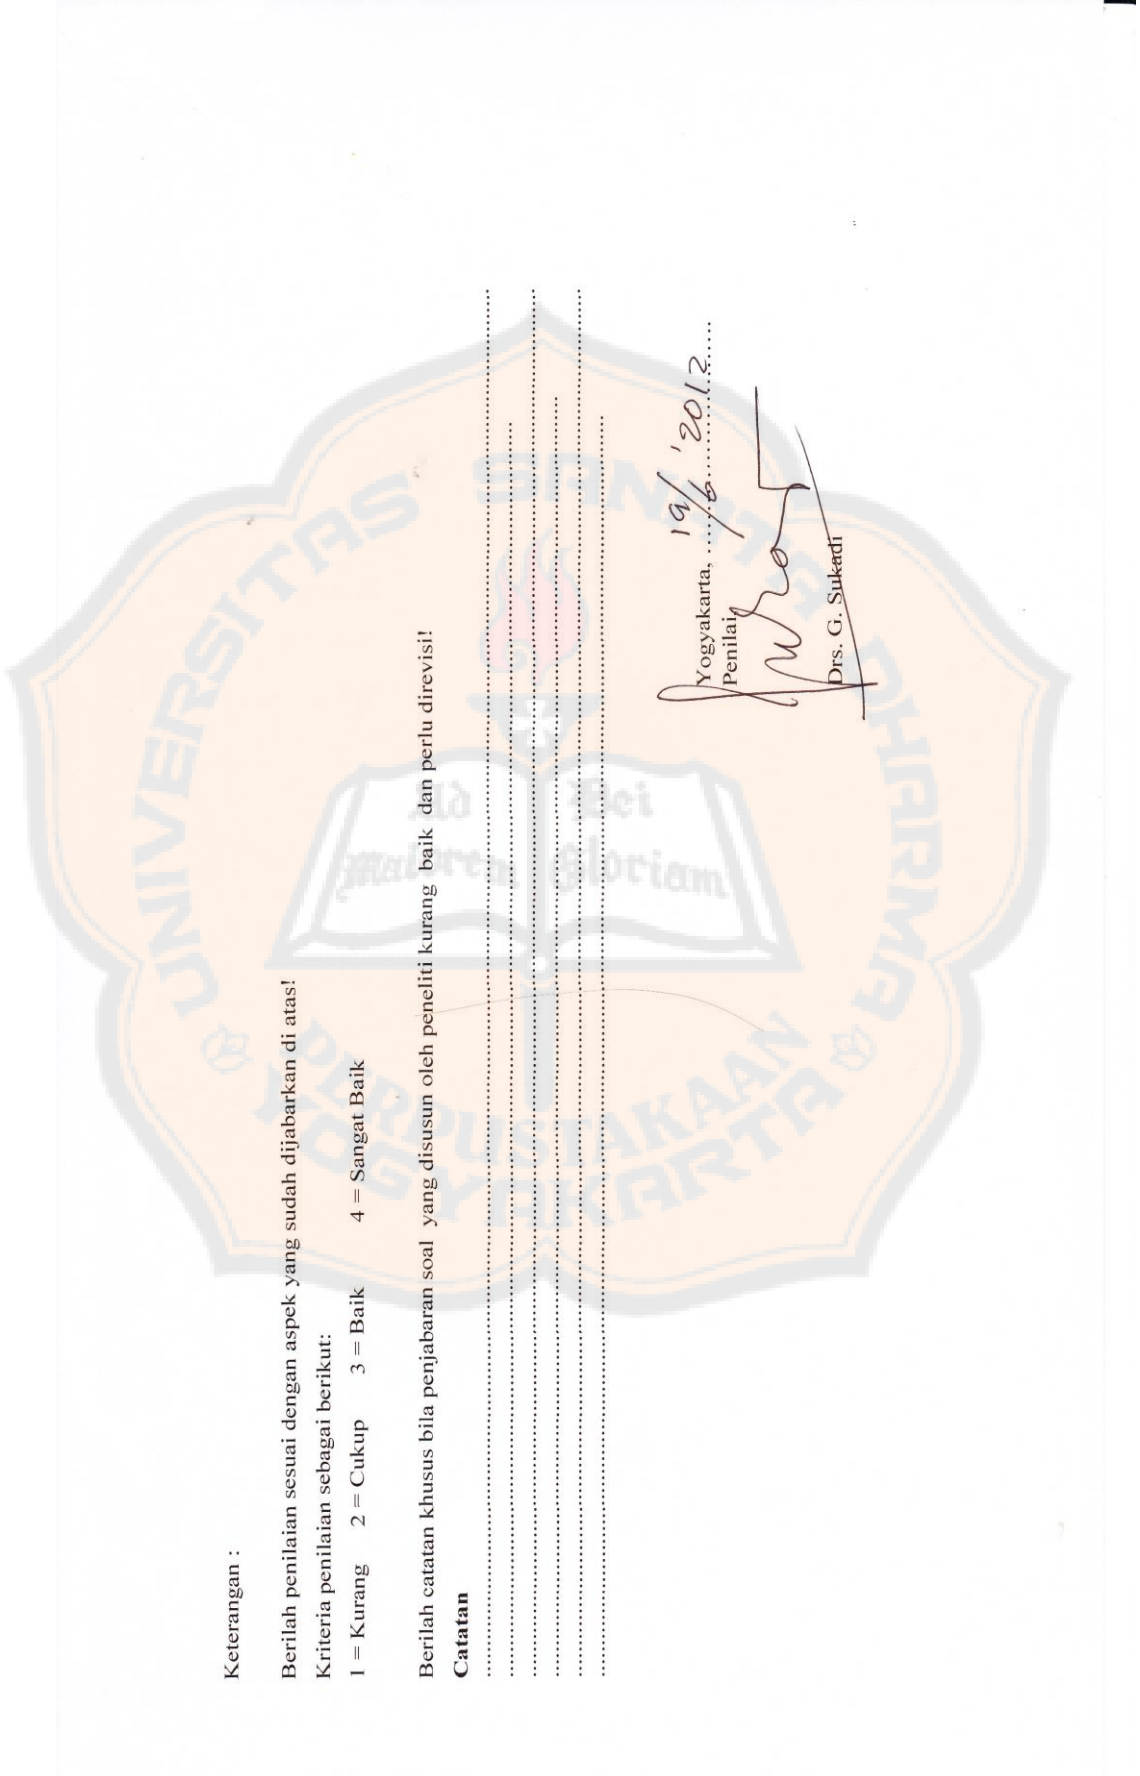 Keterangan :
Berilah penilaian sesuai dengan aspek yang sudah dijabarkan di atas!
Kriteria penilaian sebagai berikut:
1 = Kurang 2 = Cukup 3 = Baik 4 = Sangat Baik
Berilah catatan khusus bila penjabaran soal yang disusun oleh peneliti kurang baik dan perlu direvisi!
Catatan
........................................................................................................................
........................................................................................................................
........................................................................................................................
........................................................................................................................
........................................................................................................................
........................................................................................................................
Yogyakarta, 19/6 '2012
Penilai
Drs. G. Sukadi
UNIVERSITAS SANATA DHARMA
Ad Dei
Maiorem Gloriam
PERPUSTAKAAN
YOGYAKARTA